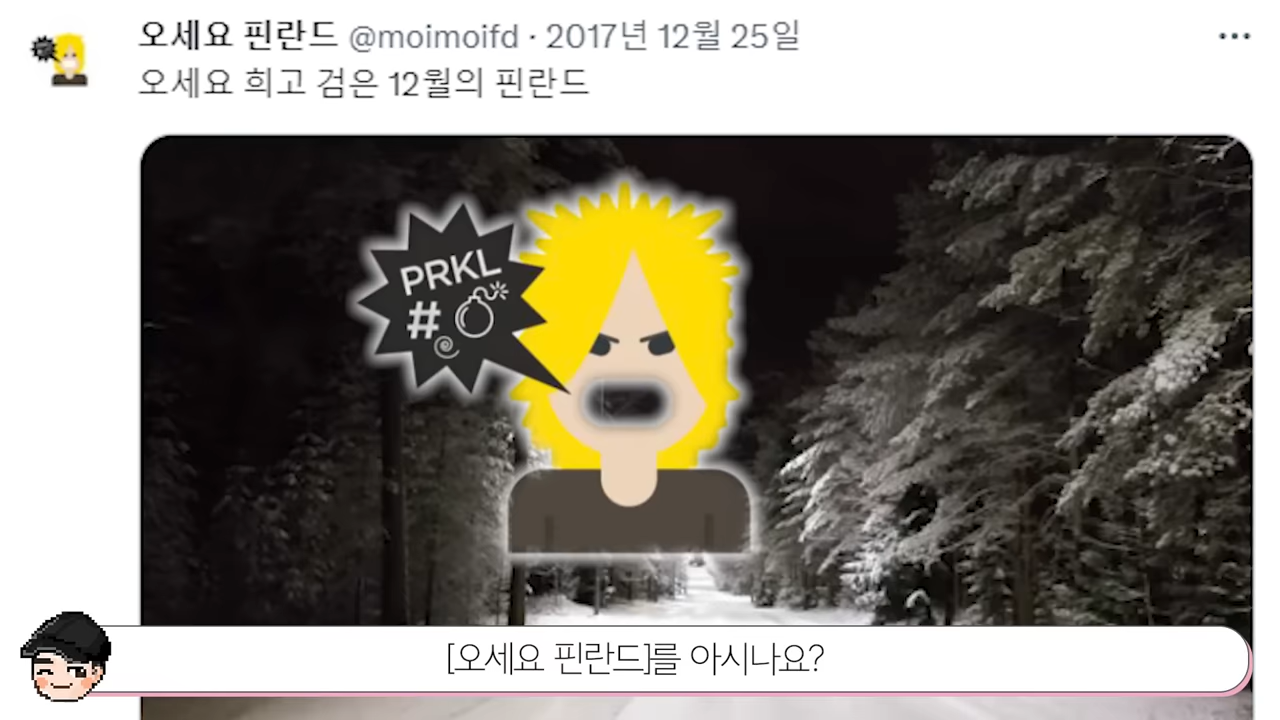 오세요 핀란드 @moimoifd · 2017년 12월 25일
오세요 희고 검은 12월의 핀란드
PRKL
#
[오세요 핀란드]를 아시나요?